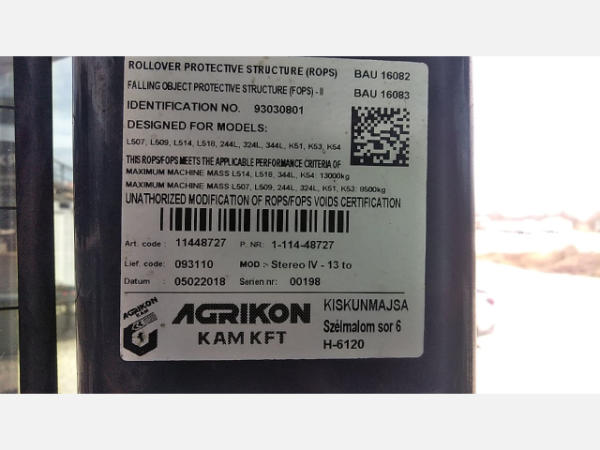 ROLLOVER PROTECTIVE STRUCTURE (ROPS) BAU 16082
FALLING OBJECT PROTECTIVE STRUCTURE (FOPS) - II BAU 16083
IDENTIFICATION NO. 93030801
DESIGNED FOR MODELS:
L507, L509, L514, L518, 244L, 324L, 344L, K51, K53, K54
THIS ROPS/FOPS MEETS THE APPLICABLE PERFORMANCE CRITERIA OF
MAXIMUM MACHINE MASS L514, L518, 344L, K54: 13000kg
MAXIMUM MACHINE MASS L507, L509, 244L, 324L, K51, K53: 8500kg
UNATHORIZED MODIFICATION OF ROPS/FOPS VOIDS CERTIFICATION
Art. code : 11448727 P. NR: 1-114-48727
Lief. code: 093110 MOD :- Stereo IV - 13 to
Datum : 05022018 Serien nr: 00198
AGRIKON
KAM
AGRIKON
KAM KFT
KISKUNMAJSA
Szélmalom sor 6
H-6120